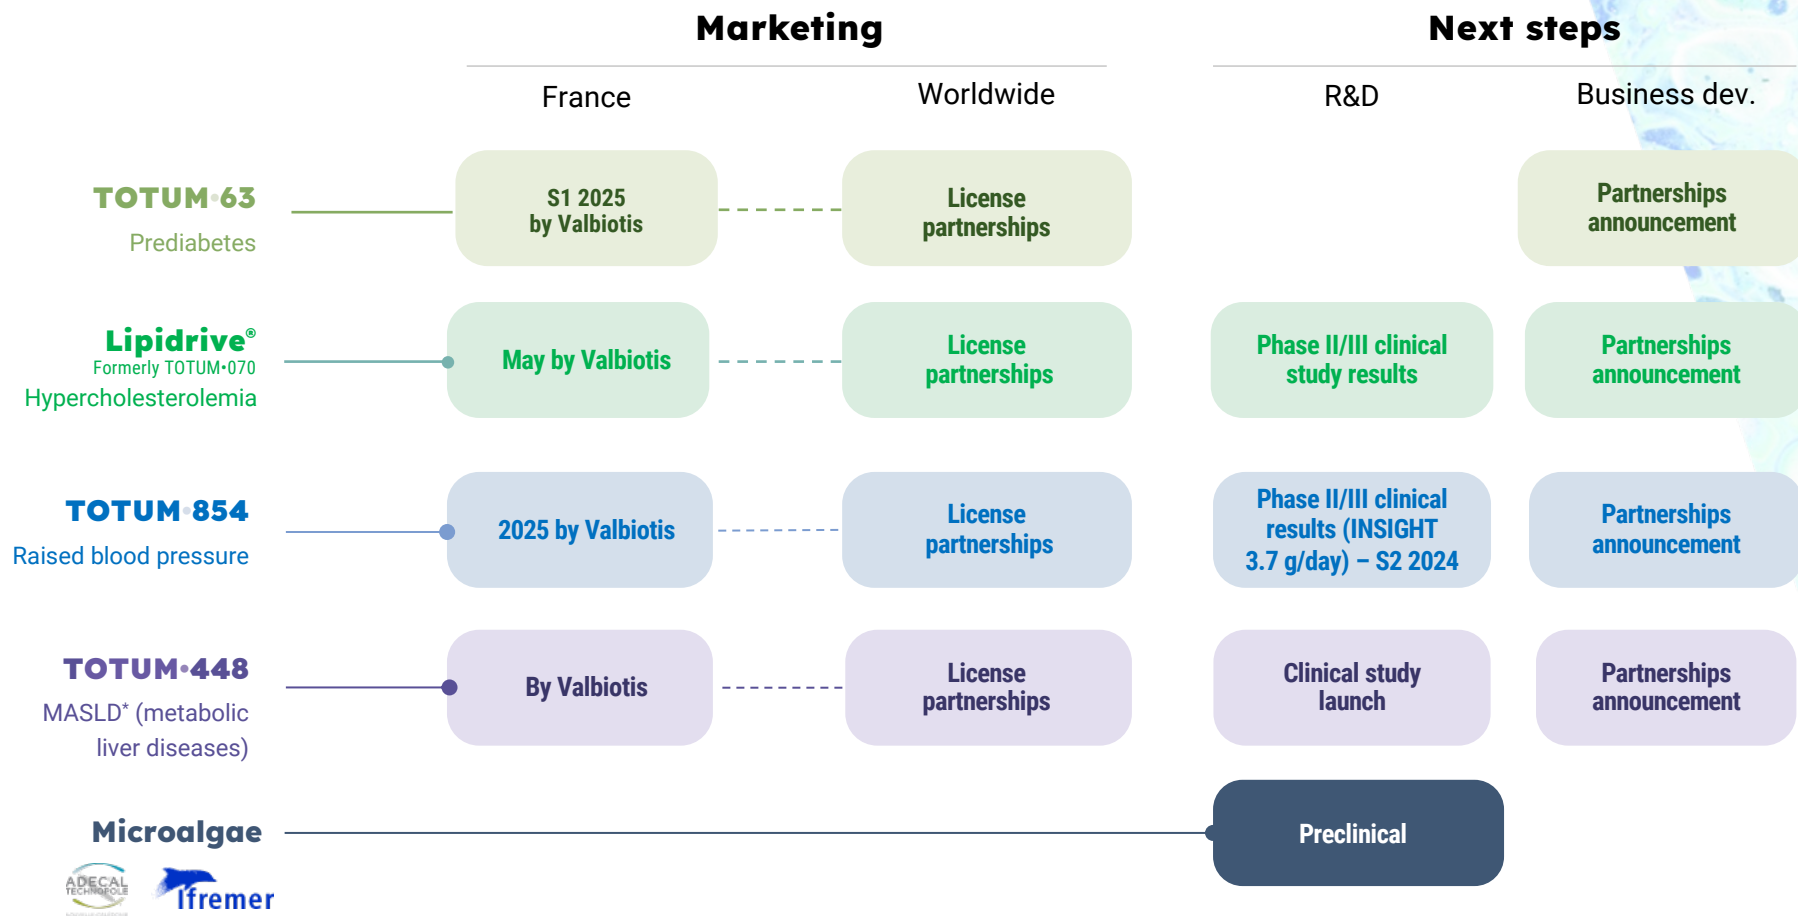 Marketing
Next steps
France
Worldwide
R&D
Business dev.
TOTUM•63
Prediabetes
S1 2025
by Valbiotis
License
partnerships
Partnerships
announcement
Lipidrive®
Formerly TOTUM•070
Hypercholesterolemia
May by Valbiotis
License
partnerships
Phase II/III clinical
study results
Partnerships
announcement
TOTUM•854
Raised blood pressure
2025 by Valbiotis
License
partnerships
Phase II/III clinical
results (INSIGHT
3.7 g/day) – S2 2024
Partnerships
announcement
TOTUM•448
MASLD* (metabolic
liver diseases)
By Valbiotis
License
partnerships
Clinical study
launch
Partnerships
announcement
Microalgae
Preclinical
ADECAL
TECHNOPOLE
Ifremer